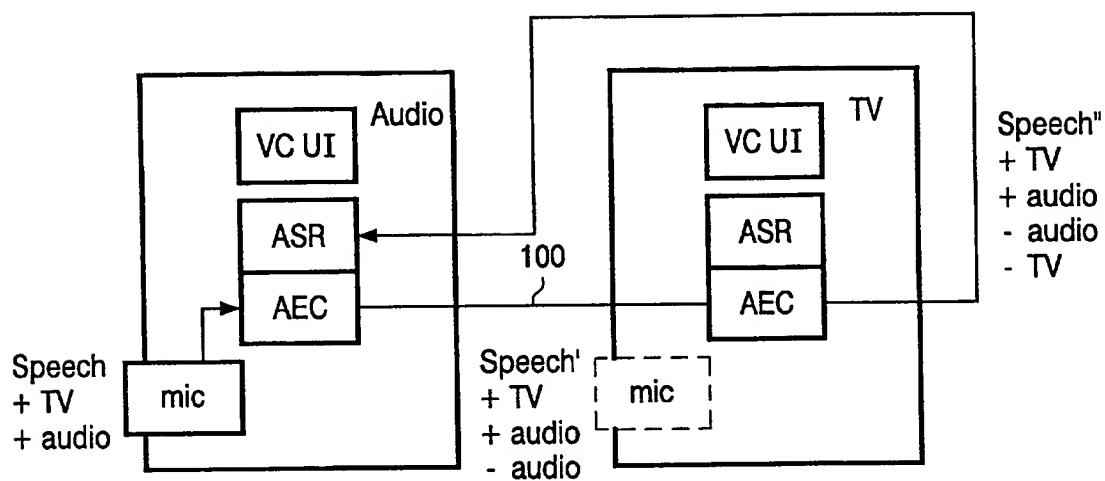 Audio
VC UI
ASR
AEC
mic
Speech
+ TV
+ audio
100
TV
VC UI
ASR
AEC
mic
Speech'
+ TV
+ audio
- audio
Speech"
+ TV
+ audio
- audio
- TV